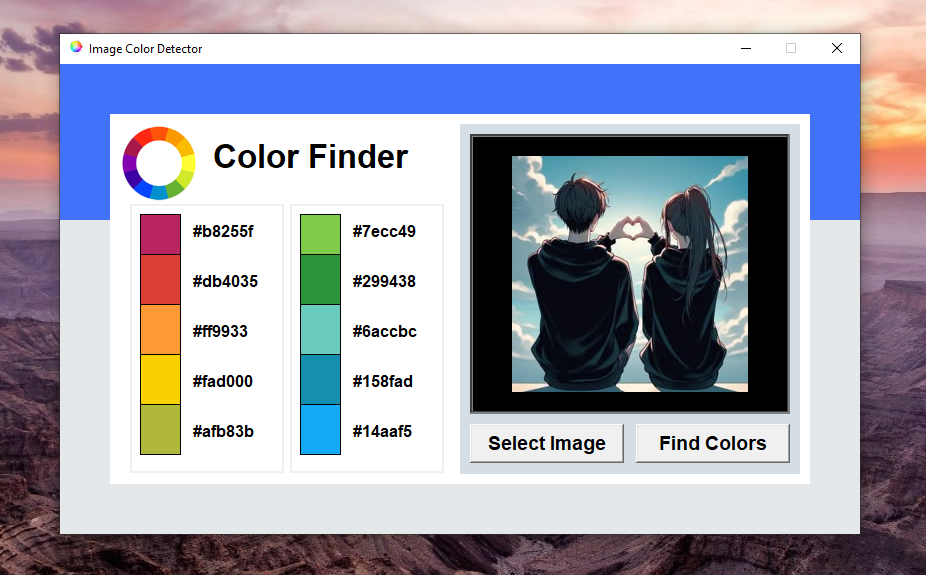 Image Color Detector
Color Finder
#b8255f
#db4035
#ff9933
#fad000
#afb83b
#7ecc49
#299438
#6accbc
#158fad
#14aaf5
Select Image
Find Colors